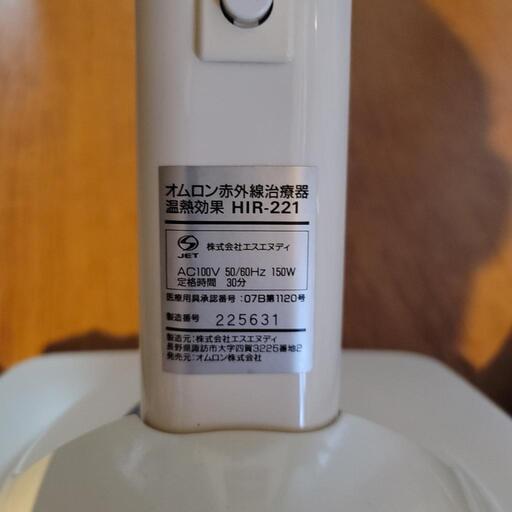 オムロン赤外線治療器
温熱効果 HIR-221
JET 株式会社エスエヌディ
AC100V 50/60Hz 150W
定格時間 30分
医療用具承認番号:07B第1120号
製造番号 225631
製造元:株式会社エスエヌディ
長野県諏訪市大字四賀3225番地2
発売元:オムロン株式会社